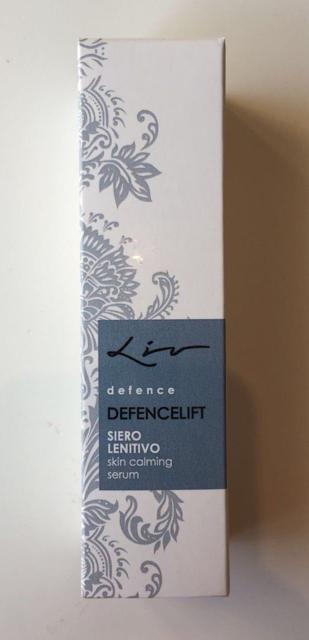 Liv
defence
DEFENCELIFT
SIERO
LENITIVO
skin calming
serum